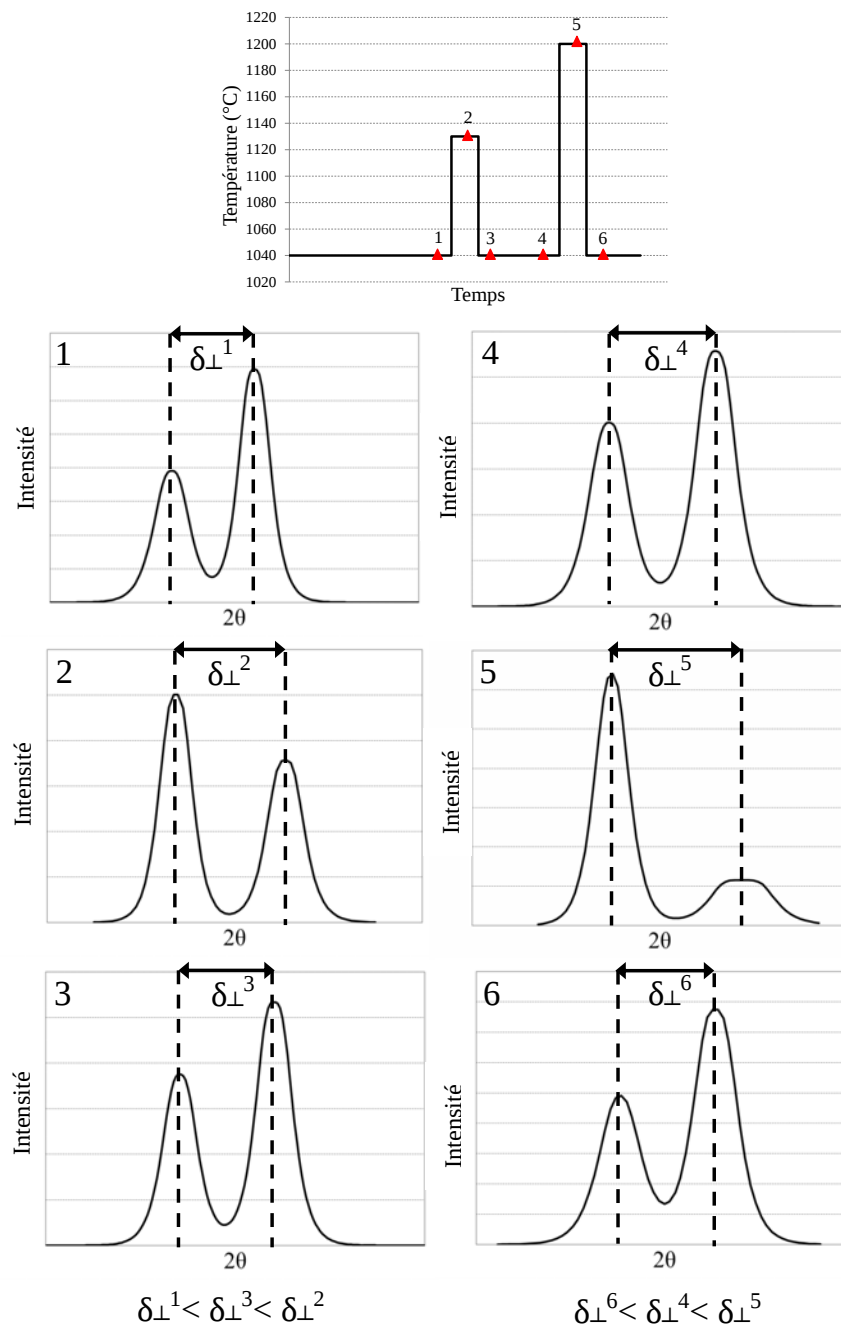 1220
1200
1180
1160
1140
1120
1100
1080
1060
1040
1020
Température (°C)
Temps
1
2
3
4
5
6
1
δ⊥1
Intensité
2θ
4
δ⊥4
Intensité
2θ
2
δ⊥2
Intensité
2θ
5
δ⊥5
Intensité
2θ
3
δ⊥3
Intensité
2θ
6
δ⊥6
Intensité
2θ
δ⊥1< δ⊥3< δ⊥2
δ⊥6< δ⊥4< δ⊥5